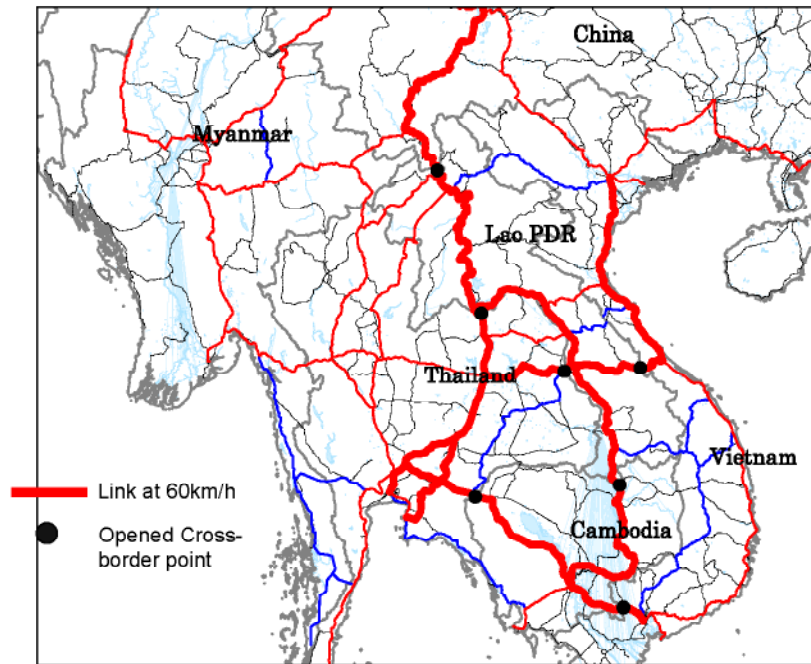 China
Myanmar
Lao PDR
Thailand
Vietnam
Link at 60km/h
Cambodia
Opened Cross-
border point